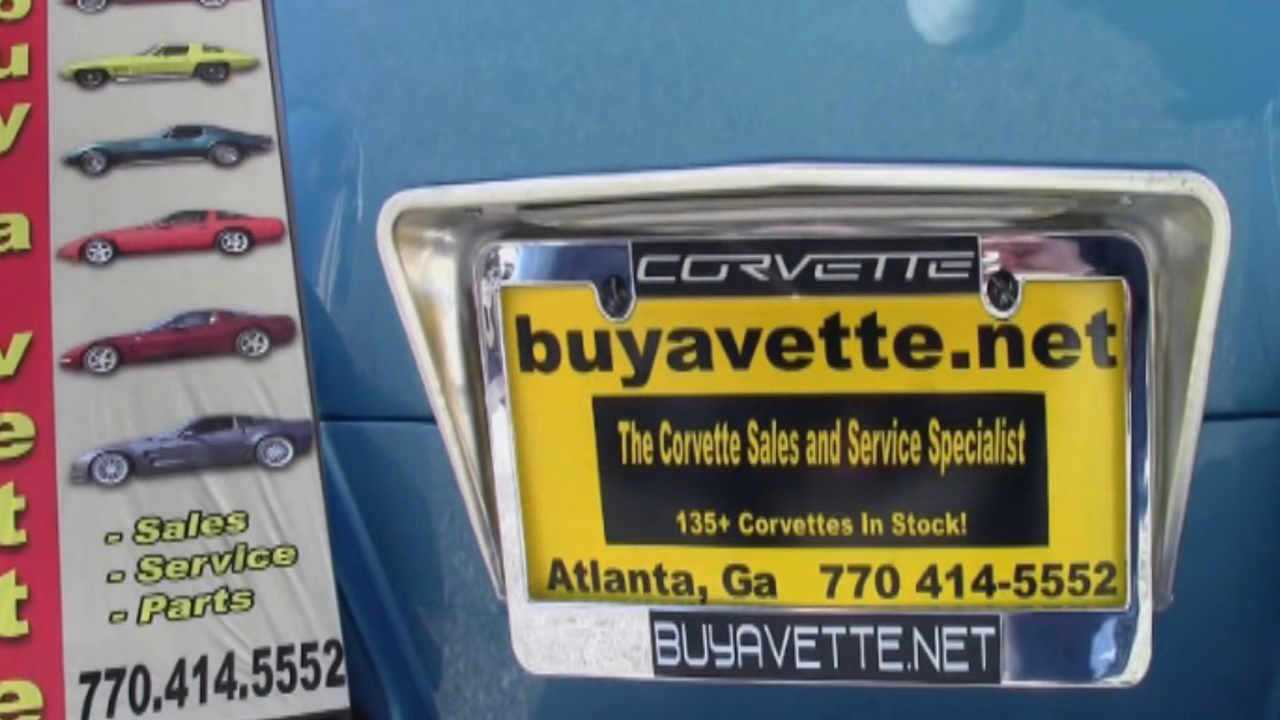 buyavette
- Sales
- Service
- Parts
770.414.5552
CORVETTE
buyavette.net
The Corvette Sales and Service Specialist
135+ Corvettes In Stock!
Atlanta, Ga 770 414-5552
BUYAVETTE.NET